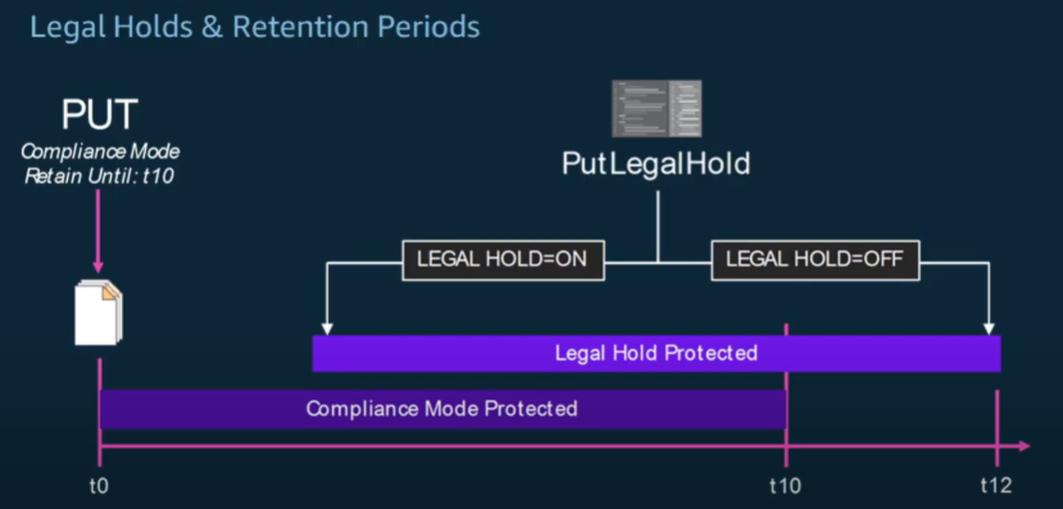 Legal Holds & Retention Periods
PUT
Compliance Mode
Retain Until: t10
PutLegalHold
LEGAL HOLD=ON
LEGAL HOLD=OFF
Legal Hold Protected
Compliance Mode Protected
t0
t10
t12